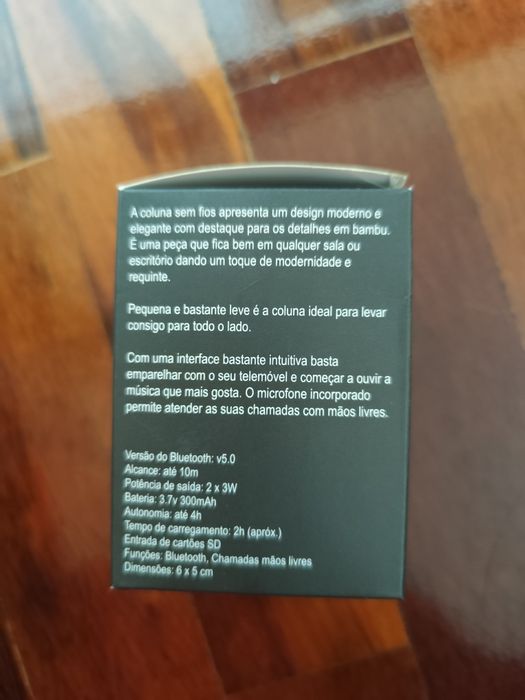 A coluna sem fios apresenta um design moderno e
elegante com destaque para os detalhes em bambu.
É uma peça que fica bem em qualquer sala ou
escritório dando um toque de modernidade e
requinte.
Pequena e bastante leve é a coluna ideal para levar
consigo para todo o lado.
Com uma interface bastante intuitiva basta
emparelhar com o seu telemóvel e começar a ouvir a
música que mais gosta. O microfone incorporado
permite atender as suas chamadas com mãos livres.
Versão do Bluetooth: v5.0
Alcance: até 10m
Potência de saída: 2 x 3W
Bateria: 3.7v 300mAh
Autonomia: até 4h
Tempo de carregamento: 2h (apróx.)
Entrada de cartões SD
Funções: Bluetooth, Chamadas mãos livres
Dimensões: 6 x 5 cm